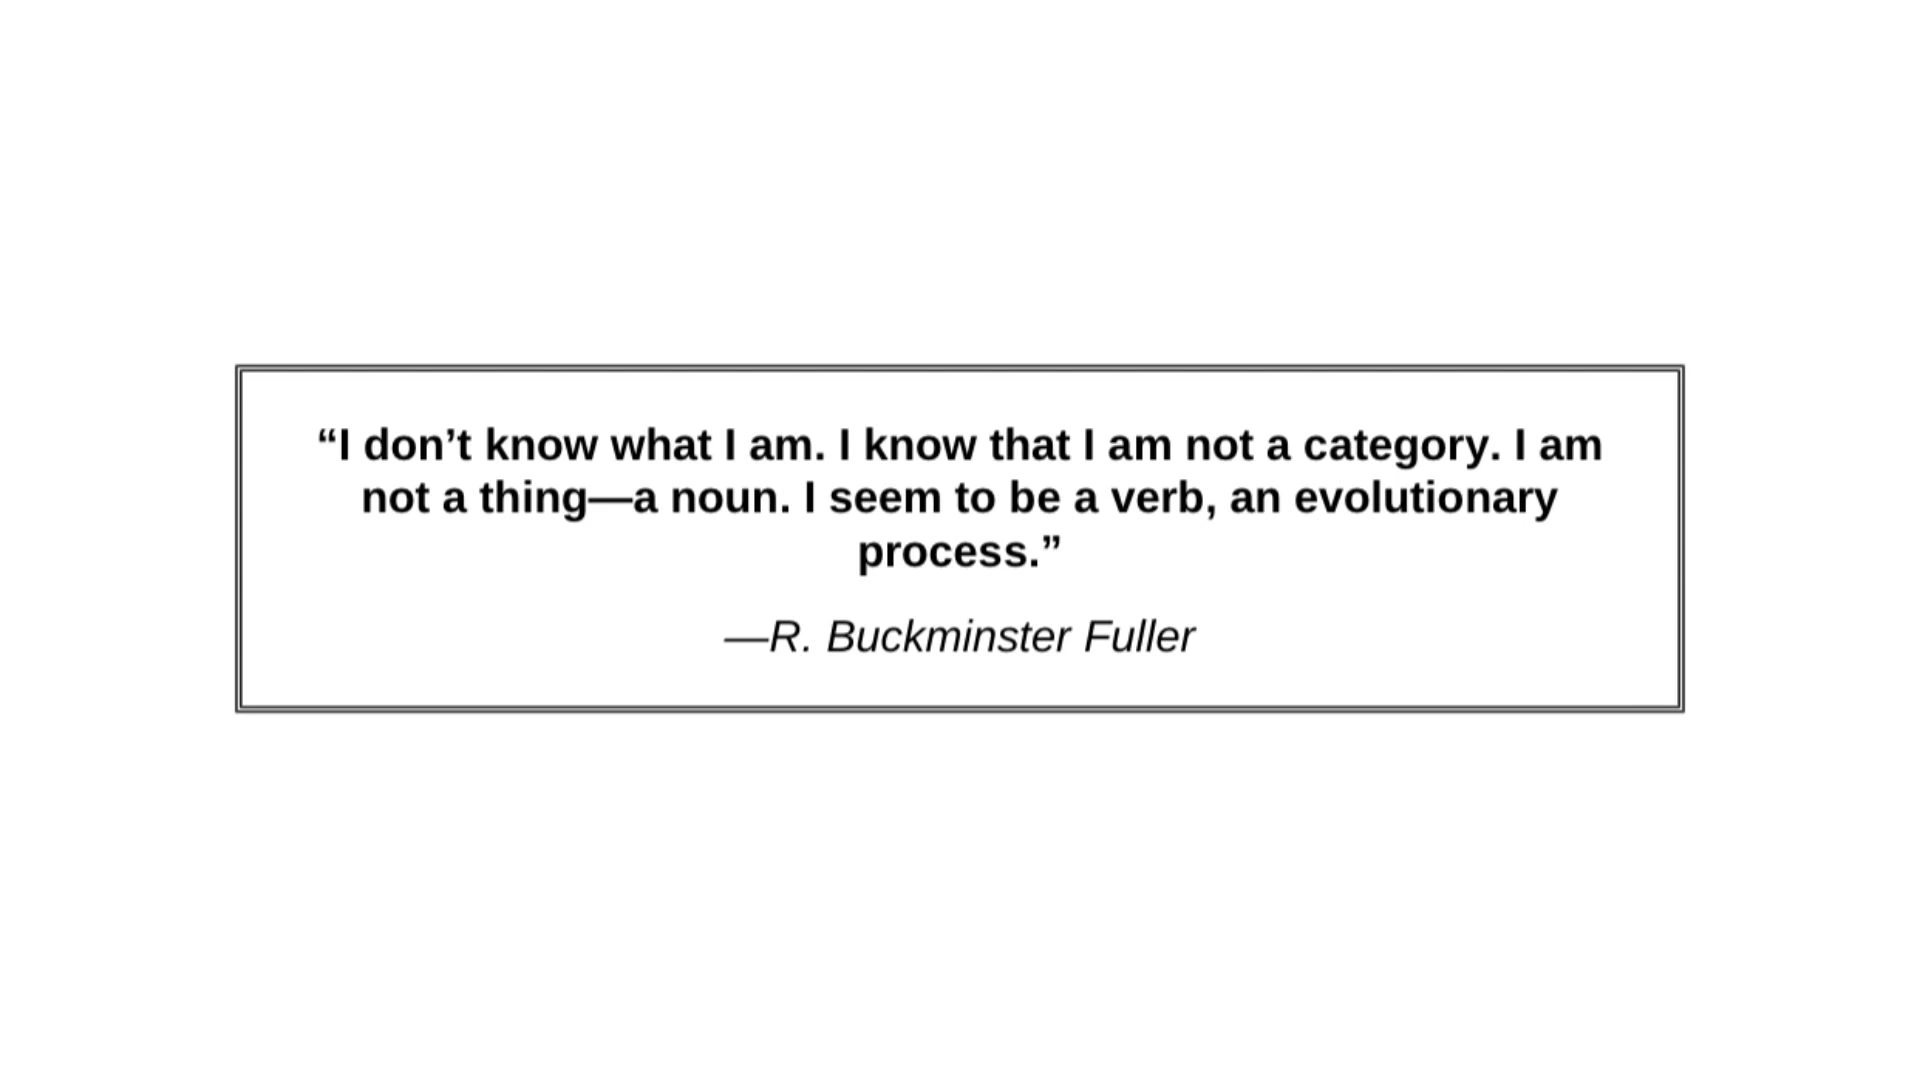 “I don’t know what I am. I know that I am not a category. I am
not a thing—a noun. I seem to be a verb, an evolutionary
process.”
—R. Buckminster Fuller